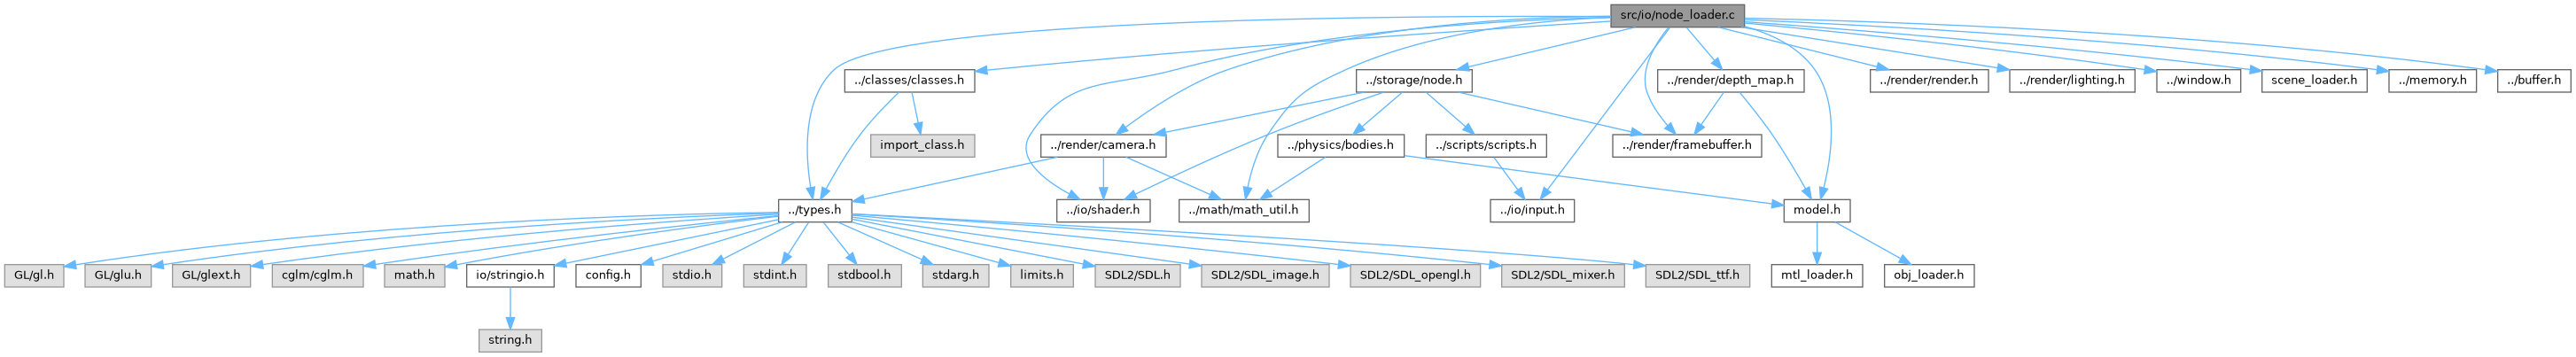 src/io/node_loader.c
../classes/classes.h
../storage/node.h
../render/depth_map.h
../render/render.h
../render/lighting.h
../window.h
scene_loader.h
../memory.h
../buffer.h
import_class.h
../render/camera.h
../physics/bodies.h
../scripts/scripts.h
../render/framebuffer.h
../types.h
../io/shader.h
../math/math_util.h
../io/input.h
model.h
GL/gl.h
GL/glu.h
GL/glext.h
cglm/cglm.h
math.h
io/stringio.h
config.h
stdio.h
stdint.h
stdbool.h
stdarg.h
limits.h
SDL2/SDL.h
SDL2/SDL_image.h
SDL2/SDL_opengl.h
SDL2/SDL_mixer.h
SDL2/SDL_ttf.h
mtl_loader.h
obj_loader.h
string.h